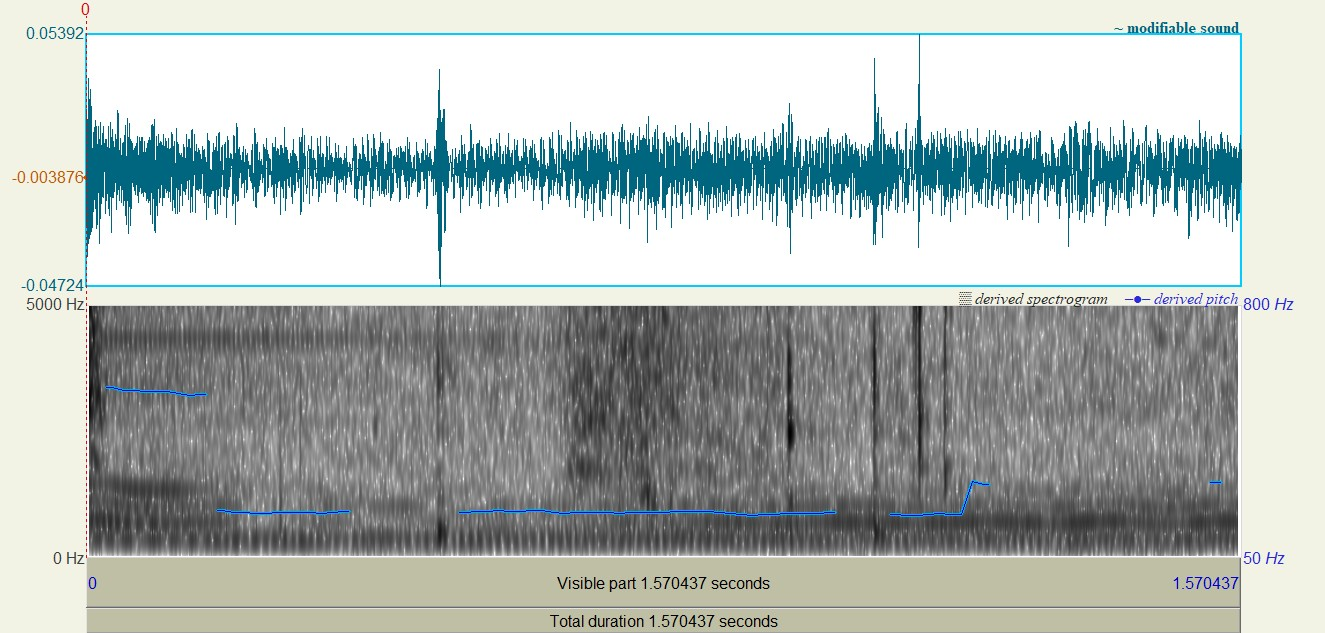 0
0.05392
~ modifiable sound
-0.003876
-0.04724
5000 Hz
derived spectrogram
derived pitch
800 Hz
0 Hz
50 Hz
0
Visible part 1.570437 seconds
1.570437
Total duration 1.570437 seconds